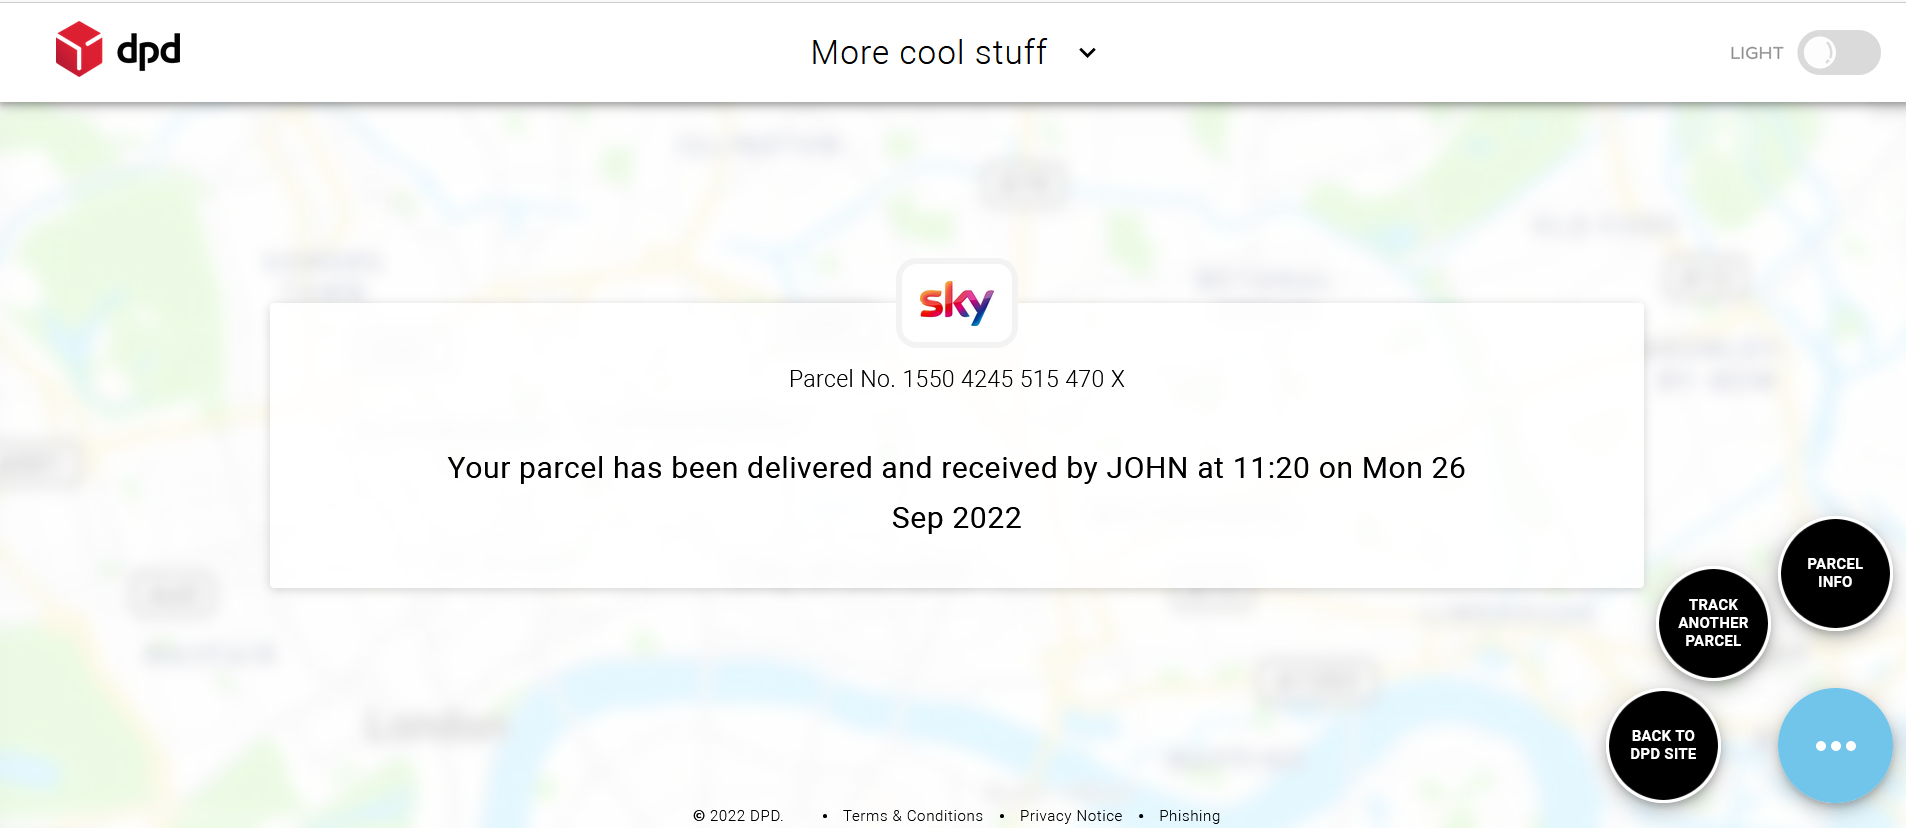 dpd
More cool stuff
LIGHT
sky
Parcel No. 1550 4245 515 470 X
Your parcel has been delivered and received by JOHN at 11:20 on Mon 26
Sep 2022
PARCEL
INFO
TRACK
ANOTHER
PARCEL
BACK TO
DPD SITE
London
© 2022 DPD. • Terms & Conditions • Privacy Notice • Phishing